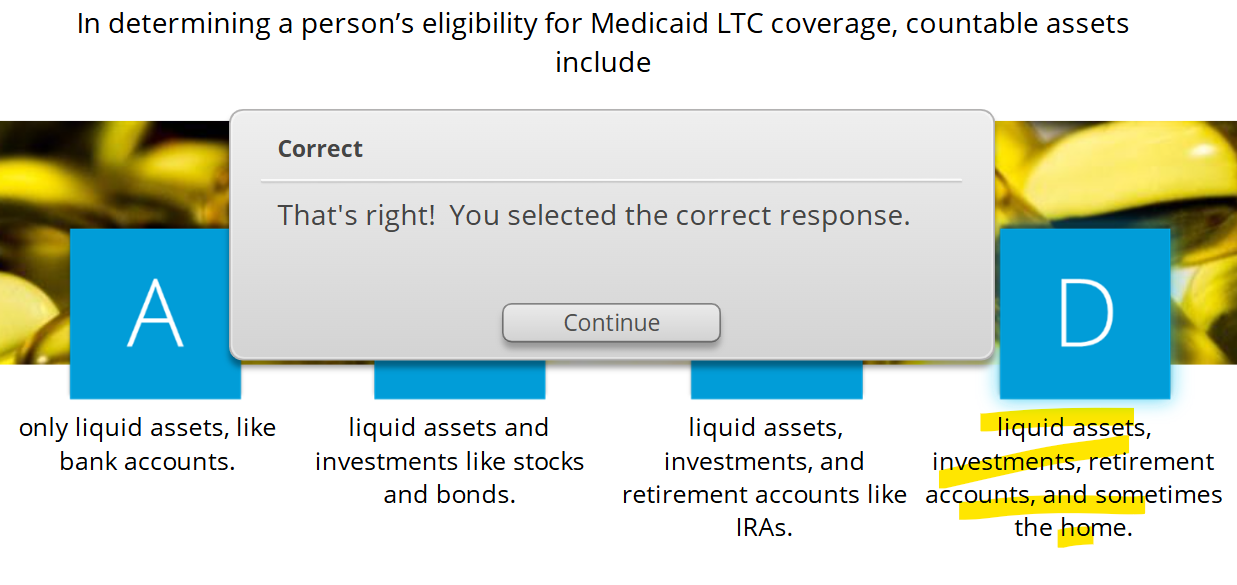 In determining a person’s eligibility for Medicaid LTC coverage, countable assets
include
Correct
That's right!  You selected the correct response.
Continue
A
only liquid assets, like
bank accounts.
liquid assets and
investments like stocks
and bonds.
liquid assets,
investments, and
retirement accounts like
IRAs.
D
liquid assets,
investments, retirement
accounts, and sometimes
the home.